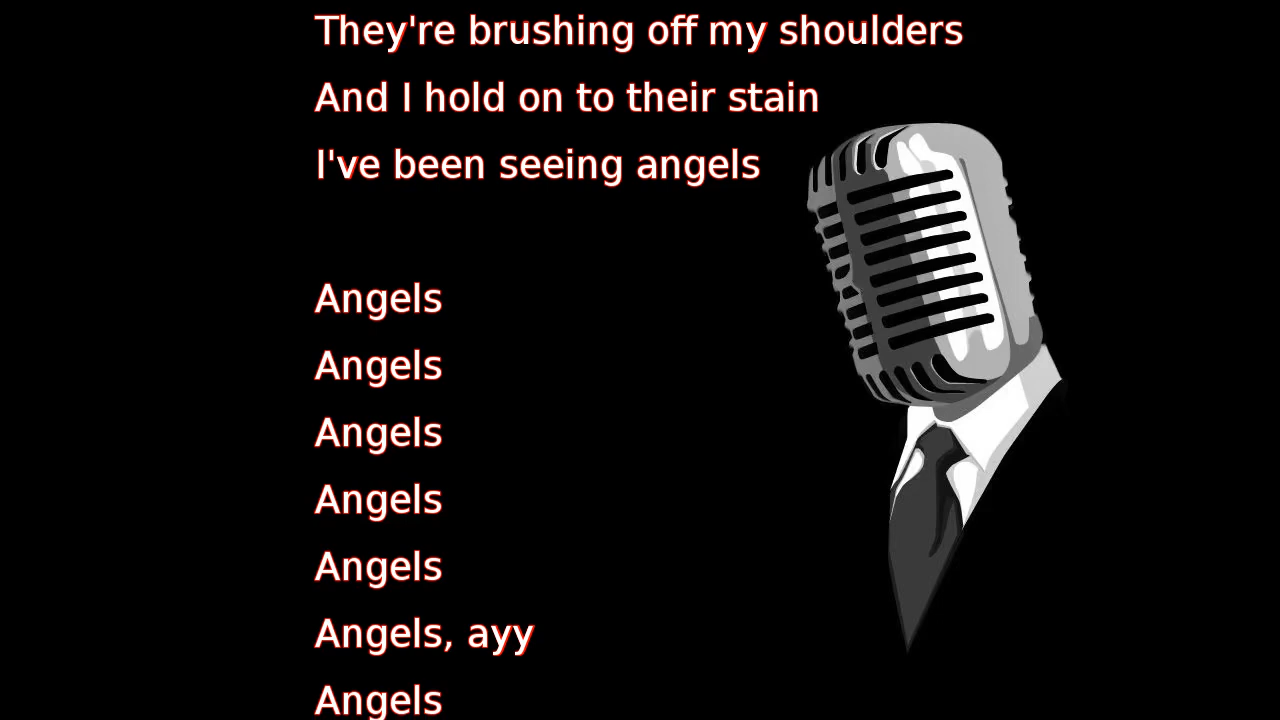 They're brushing off my shoulders
And I hold on to their stain
I've been seeing angels
Angels
Angels
Angels
Angels
Angels
Angels, ayy
Angels